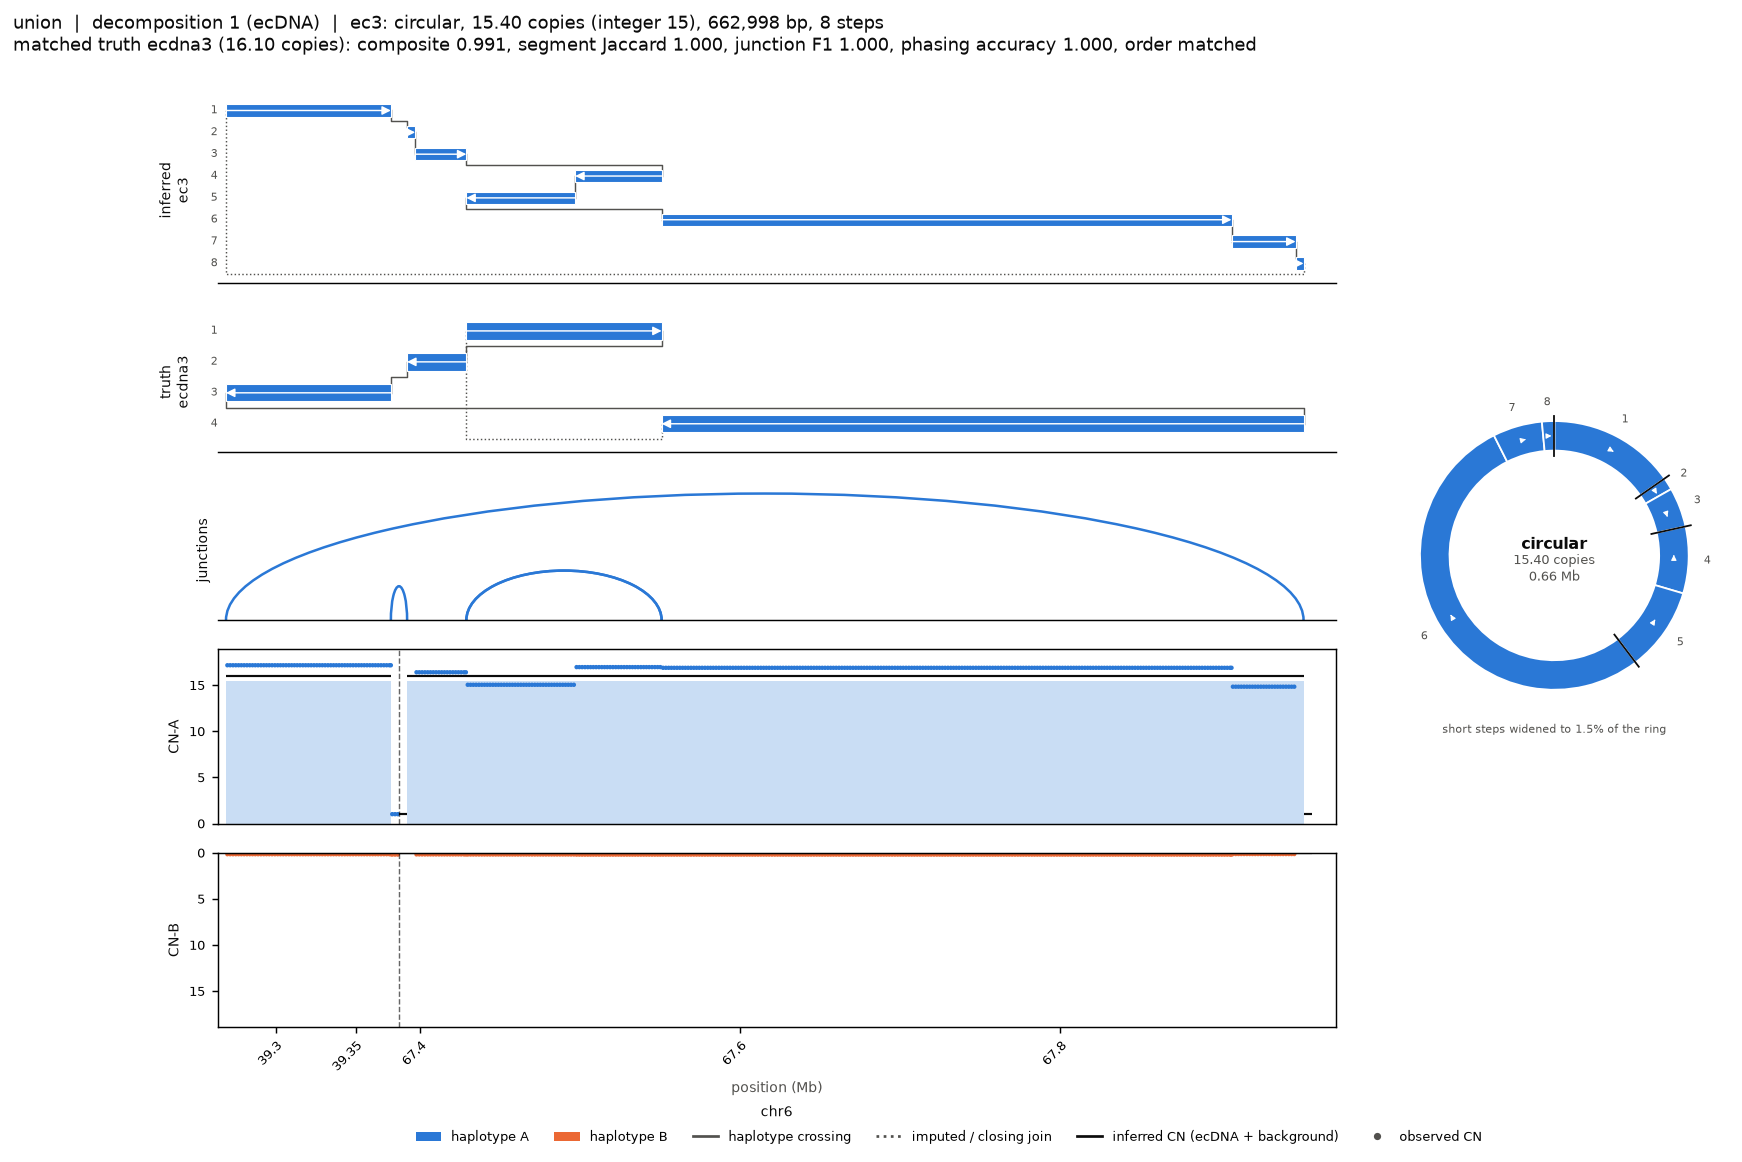 union | decomposition 1 (ecDNA) | ec3: circular, 15.40 copies (integer 15), 662,998 bp, 8 steps
matched truth ecdna3 (16.10 copies): composite 0.991, segment Jaccard 1.000, junction F1 1.000, phasing accuracy 1.000, order matched
inferred
ec3
1
2
3
4
5
6
7
8
truth
ecdna3
1
2
3
4
junctions
CN-A
15
10
5
0
CN-B
0
5
10
15
39.3
39.35
67.4
67.6
67.8
position (Mb)
chr6
7
8
1
2
3
4
5
6
circular
15.40 copies
0.66 Mb
short steps widened to 1.5% of the ring
haplotype A
haplotype B
haplotype crossing
imputed / closing join
inferred CN (ecDNA + background)
observed CN